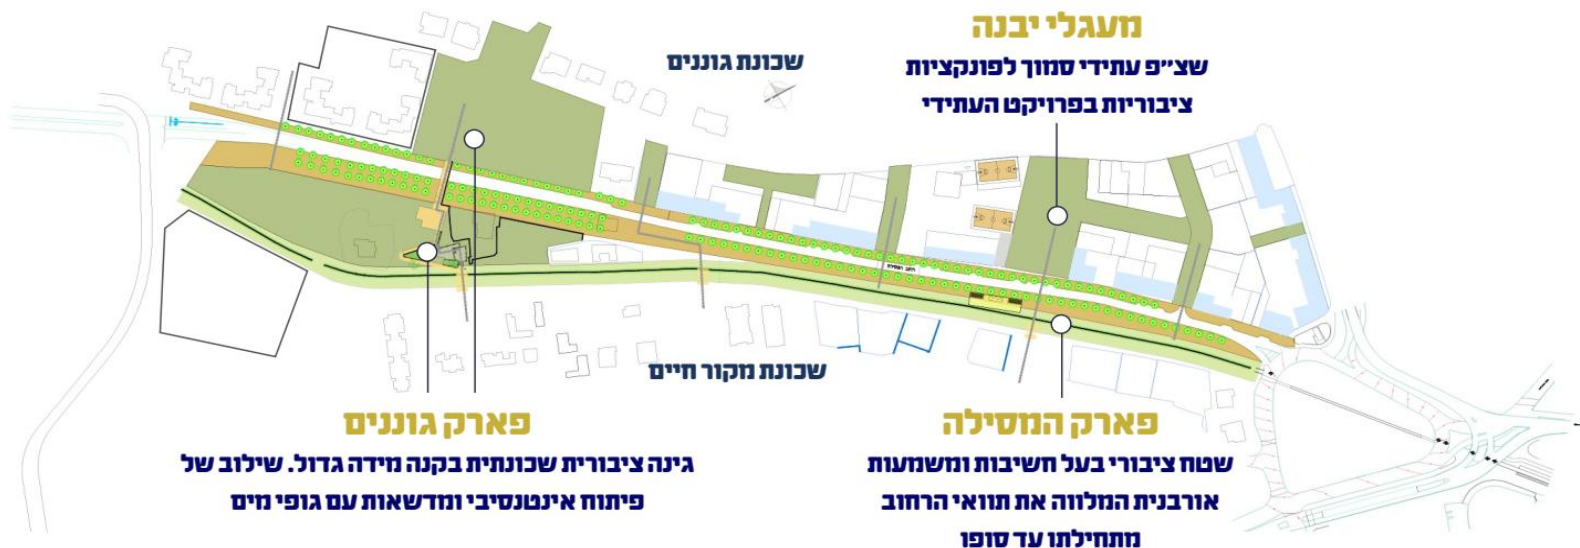 מעגלי יבנה
שצ״פ עתידי סמוך לפונקציות
ציבוריות בפרויקט העתידי
שכונת גוננים
שכונת מקור חיים
פארק גוננים
גינה ציבורית שכונתית בקנה מידה גדול. שילוב של
פיתוח אינטנסיבי ומדשאות עם גופי מים
פארק המסילה
שטח ציבורי בעל חשיבות ומשמעות
אורבנית המלווה את תוואי הרחוב
מתחילתו עד סופו